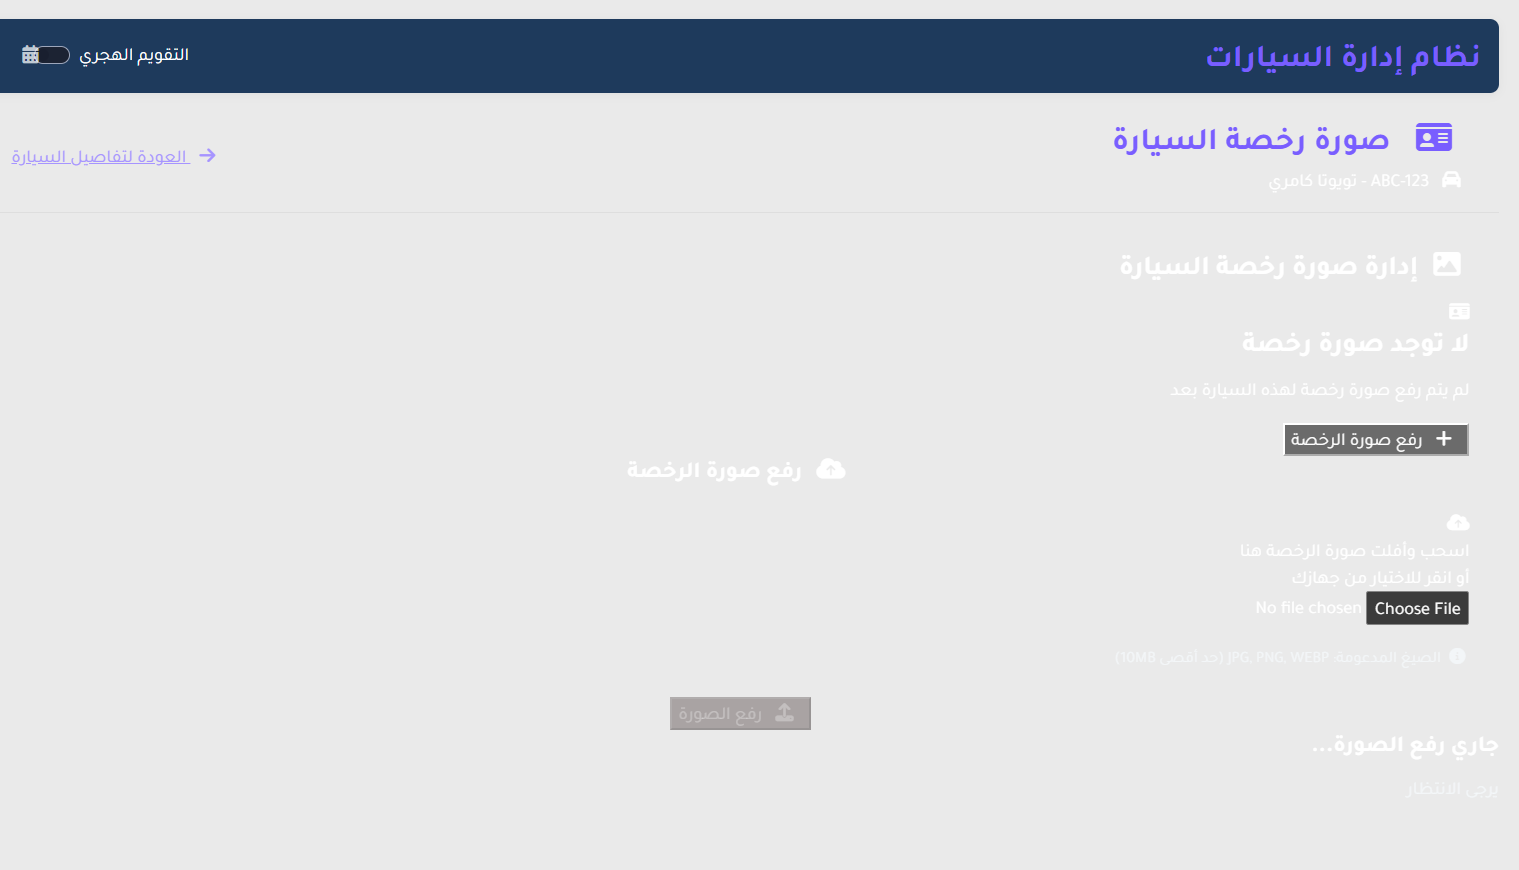 نظام إدارة السيارات
التقويم الهجري
صورة رخصة السيارة
العودة لتفاصيل السيارة
ABC-123 - تويوتا كامري
إدارة صورة رخصة السيارة
لا توجد صورة رخصة
لم يتم رفع صورة رخصة لهذه السيارة بعد
رفع صورة الرخصة
رفع صورة الرخصة
اسحب وأفلت صورة الرخصة هنا
أو انقر للاختيار من جهازك
Choose File No file chosen
الصيغ المدعومة: JPG, PNG, WEBP (حد أقصى 10MB)
رفع الصورة
جاري رفع الصورة...
يرجى الانتظار